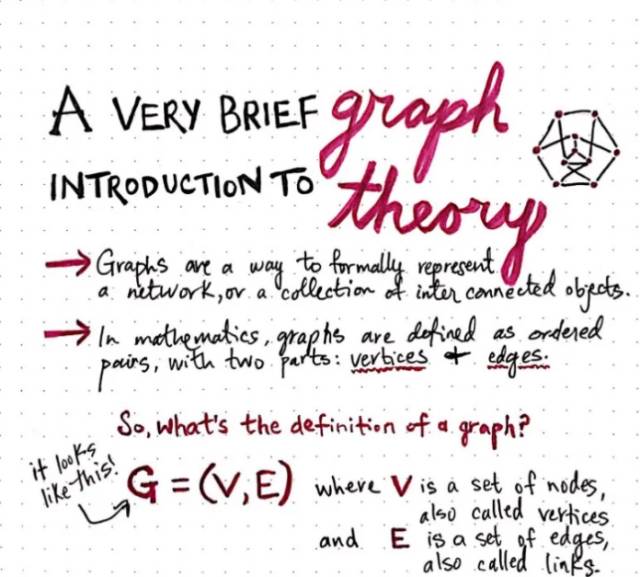 A VERY BRIEF graph
INTRODUCTION TO theory
→ Graphs are a way to formally represent
a network, or a collection of inter connected objects.
→ In mathematics, graphs are defined as ordered
pairs, with two parts: vertices + edges.
So, what's the definition of a graph?
it looks
like this!
G = (V, E) where V is a set of nodes,
also called vertices
and E is a set of edges,
also called links.